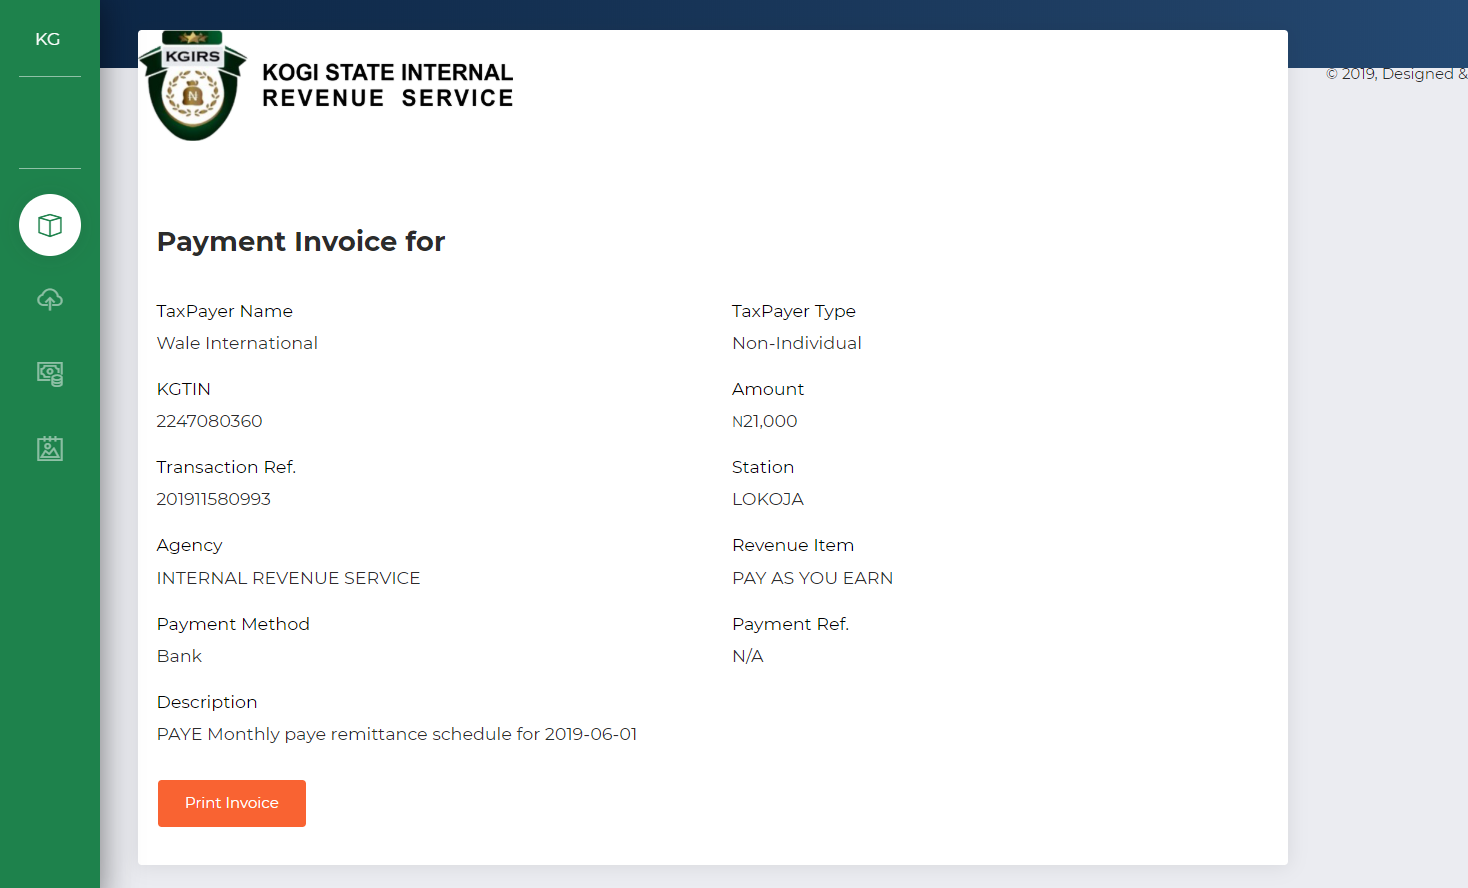 KG
KGIRS
N
KOGI STATE INTERNAL
REVENUE SERVICE
© 2019, Designed &
Payment Invoice for
TaxPayer Name
Wale International
TaxPayer Type
Non-Individual
KGTIN
2247080360
Amount
N21,000
Transaction Ref.
201911580993
Station
LOKOJA
Agency
INTERNAL REVENUE SERVICE
Revenue Item
PAY AS YOU EARN
Payment Method
Bank
Payment Ref.
N/A
Description
PAYE Monthly paye remittance schedule for 2019-06-01
Print Invoice